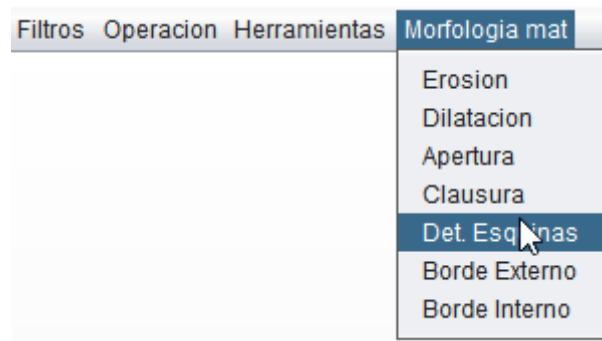 Filtros Operacion Herramientas Morfologia mat
Erosion
Dilatacion
Apertura
Clausura
Det. Esquinas
Borde Externo
Borde Interno